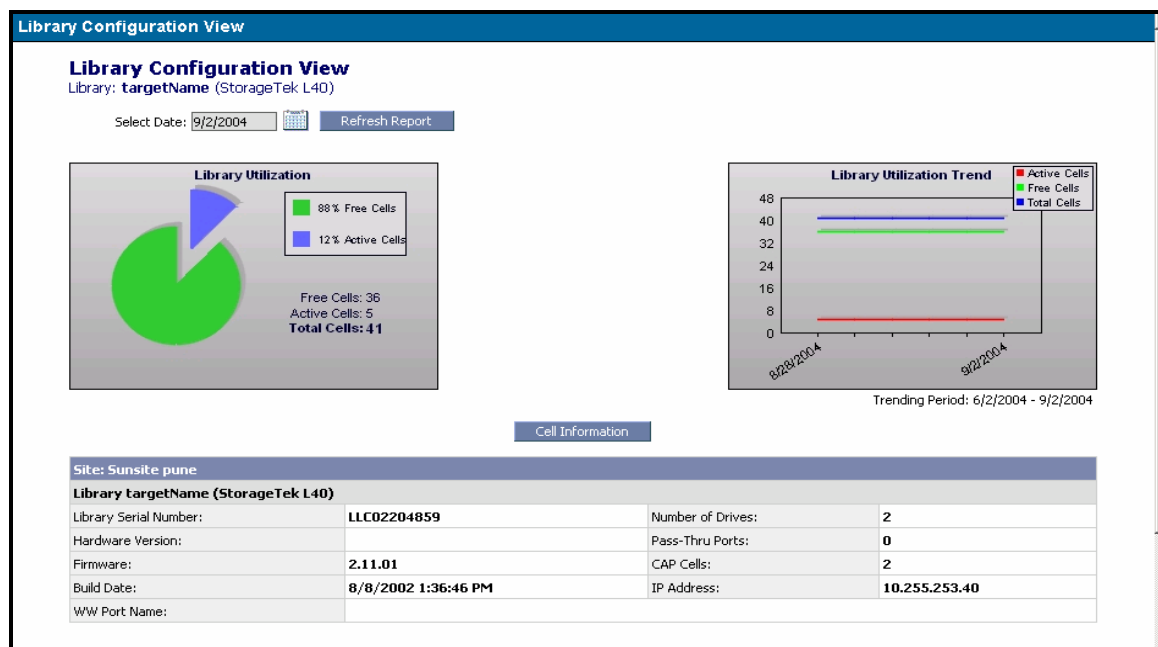 Library Configuration View
Library Configuration View
Library: targetName (StorageTek L40)
Select Date: 9/2/2004 Refresh Report
Library Utilization
88% Free Cells
12% Active Cells
Free Cells: 36
Active Cells: 5
Total Cells: 41
Library Utilization Trend
Active Cells
Free Cells
Total Cells
48
40
32
24
16
8
0
8/28/2004 9/2/2004
Trending Period: 6/2/2004 - 9/2/2004
Cell Information
Site: Sunsite pune
Library targetName (StorageTek L40)
Library Serial Number: LLC02204859 Number of Drives: 2
Hardware Version: Pass-Thru Ports: 0
Firmware: 2.11.01 CAP Cells: 2
Build Date: 8/8/2002 1:36:46 PM IP Address: 10.255.253.40
WW Port Name: